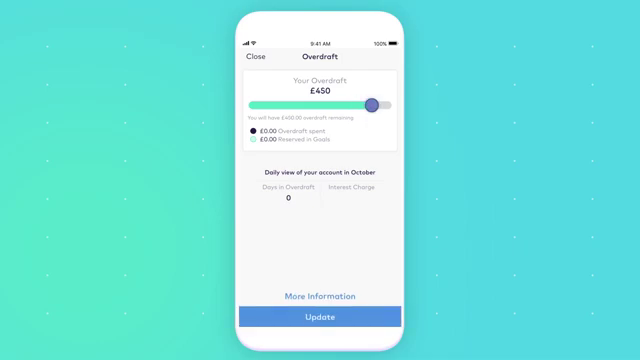 9:41 AM
100%
Close
Overdraft
Your Overdraft
£450
You will have £450.00 overdraft remaining
£0.00 Overdraft spent
£0.00 Reserved in Goals
Daily view of your account in October
Days in Overdraft
Interest Charge
0
More Information
Update